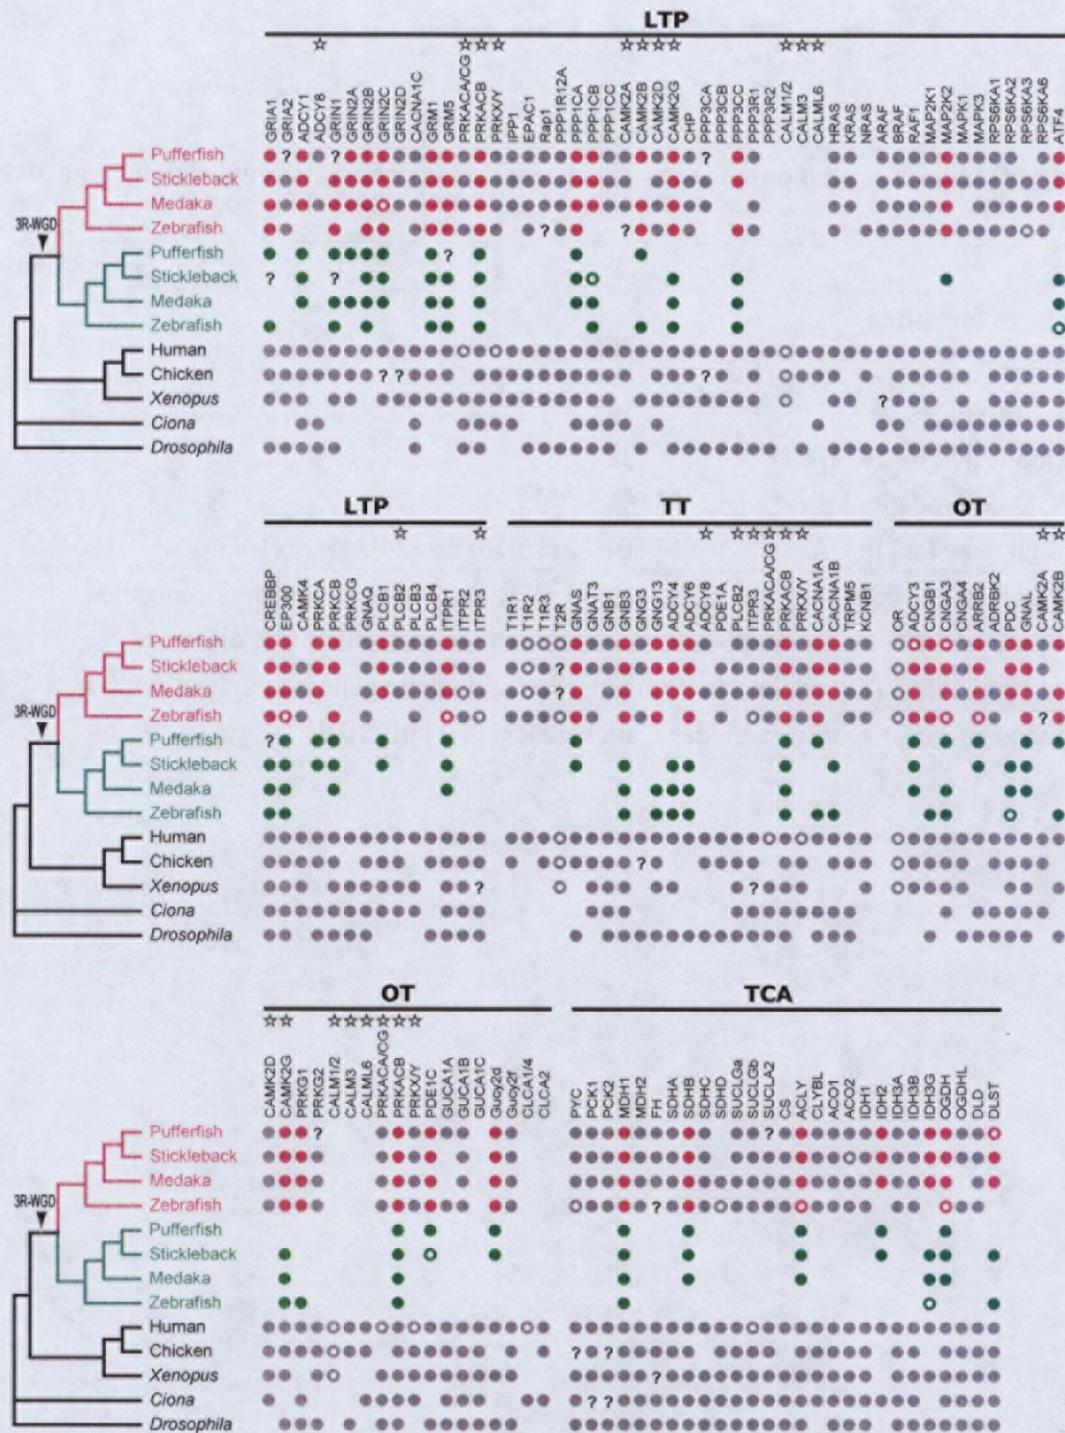 LTP
☆ ☆ ☆ ☆ ☆ ☆ ☆ ☆ ☆ ☆ ☆
GRIA1 GRIA2 ADCY1 ADCY8 GRIN1 GRIN2A GRIN2B GRIN2C GRIN2D CACNA1C GRM1 GRM5 PRKACA/CG PRKACB PRKX/Y IPP1 EPAC1 Rap1 PPP1R12A PPP1CA PPP1CB PPP1CC CAMK2A CAMK2B CAMK2D CAMK2G CHP PPP3CA PPP3CB PPP3CC PPP3R1 PPP3R2 CALM1/2 CALM3 CALML6 HRAS KRAS NRAS ARAF BRAF RAF1 MAP2K1 MAP2K2 MAPK1 MAPK3 RPS6KA1 RPS6KA2 RPS6KA3 RPS6KA6 ATF4
Pufferfish ? ? ?
Stickleback
Medaka
3R-WGD
Zebrafish ? ?
Pufferfish ?
Stickleback ? ?
Medaka
Zebrafish
Human
Chicken ? ? ?
Xenopus ?
Ciona
Drosophila
LTP TT OT
☆ ☆ ☆ ☆ ☆ ☆ ☆ ☆ ☆ ☆
CREBBP EP300 CAMK4 PRKCA PRKCB PRKCG GNAQ PLCB1 PLCB2 PLCB3 PLCB4 ITPR1 ITPR2 ITPR3 T1R1 T1R2 T1R3 T2R GNAS GNAT3 GNB1 GNB3 GNG3 GNG13 ADCY4 ADCY6 ADCY8 PDE1A PLCB2 ITPR3 PRKACA/CG PRKACB PRKX/Y CACNA1A CACNA1B TRPM5 KCNB1 OR ADCY3 CNGB1 CNGA3 CNGA4 ARRB2 ADRBK2 PDC GNAL CAMK2A CAMK2B
Pufferfish
Stickleback ?
Medaka ?
Zebrafish ?
3R-WGD
Pufferfish ?
Stickleback
Medaka
Zebrafish
Human
Chicken ?
Xenopus ? ?
Ciona
Drosophila
OT TCA
☆ ☆ ☆ ☆ ☆ ☆ ☆ ☆
CAMK2D CAMK2G PRKG1 PRKG2 CALM1/2 CALM3 CALML6 PRKACA/CG PRKACB PRKX/Y PDE1C GUCA1A GUCA1B GUCA1C Gucy2d Gucy2f CLCA1/4 CLCA2 PYC PCK1 PCK2 MDH1 MDH2 FH SDHA SDHB SDHC SDHD SUCLGa SUCLGb SUCLA2 CS ACLY CLYBL ACO1 ACO2 IDH1 IDH2 IDH3A IDH3B IDH3G OGDH OGDHL DLD DLST
Pufferfish ? ?
Stickleback
Medaka
3R-WGD
Zebrafish ?
Pufferfish
Stickleback
Medaka
Zebrafish
Human
Chicken ? ?
Xenopus ?
Ciona ? ?
Drosophila